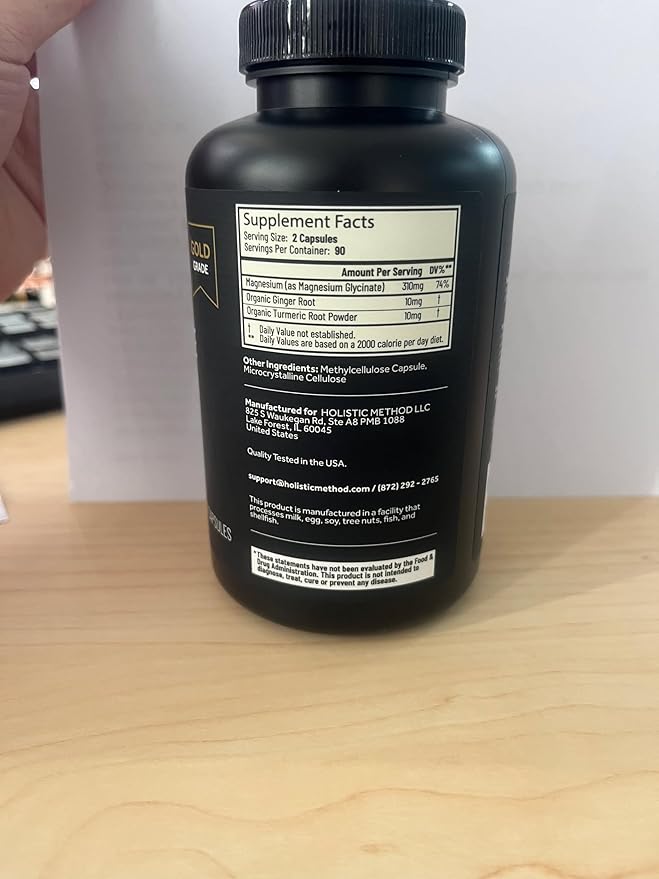 GOLD
GRADE
Supplement Facts
Serving Size: 2 Capsules
Servings Per Container: 90
Amount Per Serving DV%**
Magnesium (as Magnesium Glycinate) 310mg 74%
Organic Ginger Root 10mg †
Organic Turmeric Root Powder 10mg †
† Daily Value not established.
** Daily Values are based on a 2000 calorie per day diet.
Other Ingredients: Methylcellulose Capsule,
Microcrystalline Cellulose
Manufactured for HOLISTIC METHOD LLC
825 S Waukegan Rd, Ste A8 PMB 1088
Lake Forest, IL 60045
United States
Quality Tested in the USA.
support@holisticmethod.com / (872) 292-2765
This product is manufactured in a facility that
processes milk, egg, soy, tree nuts, fish, and
shellfish.
APSULES
*These statements have not been evaluated by the Food &
Drug Administration. This product is not intended to
diagnose, treat, cure or prevent any disease.